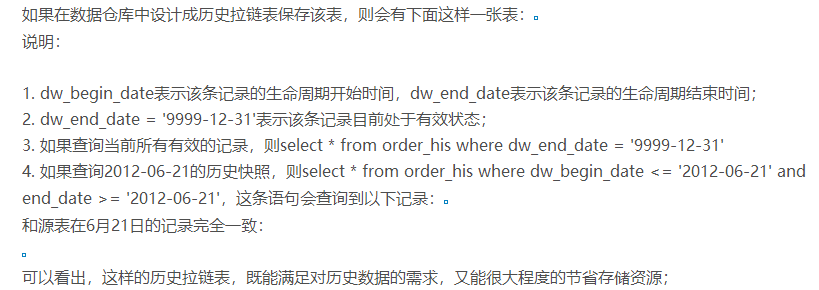 如果在数据仓库中设计成历史拉链表保存该表，则会有下面这样一张表：。
说明：
1. dw_begin_date表示该条记录的生命周期开始时间，dw_end_date表示该条记录的生命周期结束时间；
2. dw_end_date = '9999-12-31'表示该条记录目前处于有效状态；
3. 如果查询当前所有有效的记录，则select * from order_his where dw_end_date = '9999-12-31'
4. 如果查询2012-06-21的历史快照，则select * from order_his where dw_begin_date <= '2012-06-21' and
end_date >= '2012-06-21'，这条语句会查询到以下记录：。
和源表在6月21日的记录完全一致：
。
可以看出，这样的历史拉链表，既能满足对历史数据的需求，又能很大程度的节省存储资源；